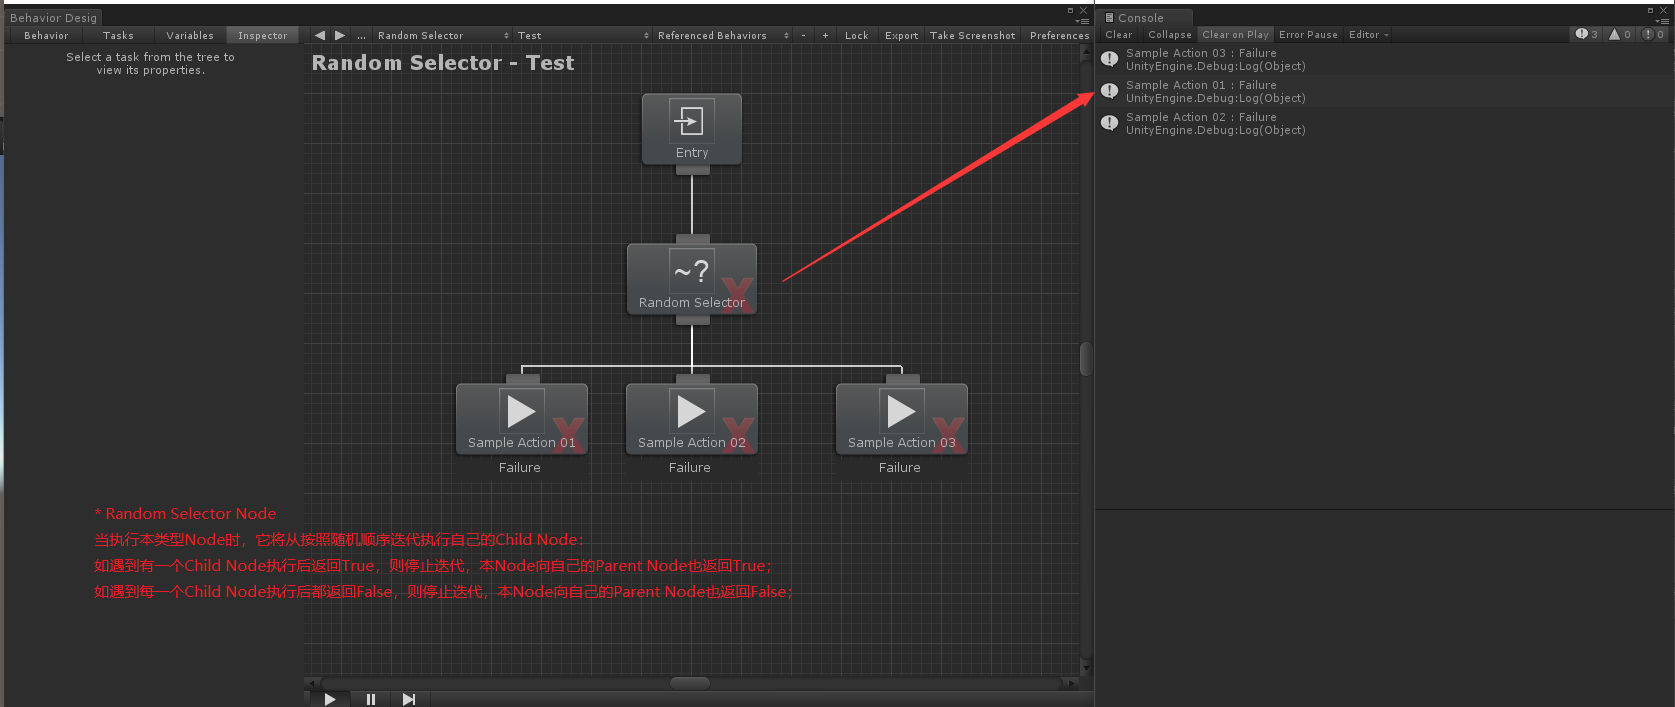 Behavior Desig
Behavior Tasks Variables Inspector
Select a task from the tree to
view its properties.
... Random Selector Test Referenced Behaviors - + Lock Export Take Screenshot Preferences
Random Selector - Test
Entry
~?
Random Selector
Sample Action 01
Failure
Sample Action 02
Failure
Sample Action 03
Failure
* Random Selector Node
当执行本类型Node时，它将从按照随机顺序迭代执行自己的Child Node：
如遇到有一个Child Node执行后返回True，则停止迭代，本Node向自己的Parent Node也返回True；
如遇到每一个Child Node执行后都返回False，则停止迭代，本Node向自己的Parent Node也返回False；
Console
Clear Collapse Clear on Play Error Pause Editor 3 0 0
Sample Action 03 : Failure
UnityEngine.Debug:Log(Object)
Sample Action 01 : Failure
UnityEngine.Debug:Log(Object)
Sample Action 02 : Failure
UnityEngine.Debug:Log(Object)